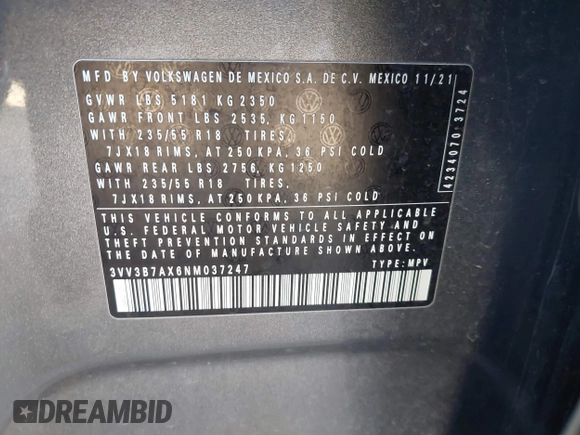 MFD BY VOLKSWAGEN DE MEXICO S.A. DE C.V. MEXICO 11/21
GVWR LBS 5181 KG 2350
GAWR FRONT LBS 2535, KG 1150
WITH 235/55 R18 TIRES,
7JX18 RIMS, AT 250 KPA, 36 PSI COLD
GAWR REAR LBS 2756, KG 1250
WITH 235/55 R18 TIRES,
7JX18 RIMS, AT 250 KPA, 36 PSI COLD
4234070 3724
THIS VEHICLE CONFORMS TO ALL APPLICABLE
U.S. FEDERAL MOTOR VEHICLE SAFETY AND
THEFT PREVENTION STANDARDS IN EFFECT ON
THE DATE OF MANUFACTURE SHOWN ABOVE
3VV3B7AX6NM037247 TYPE: MPV
DREAMBID